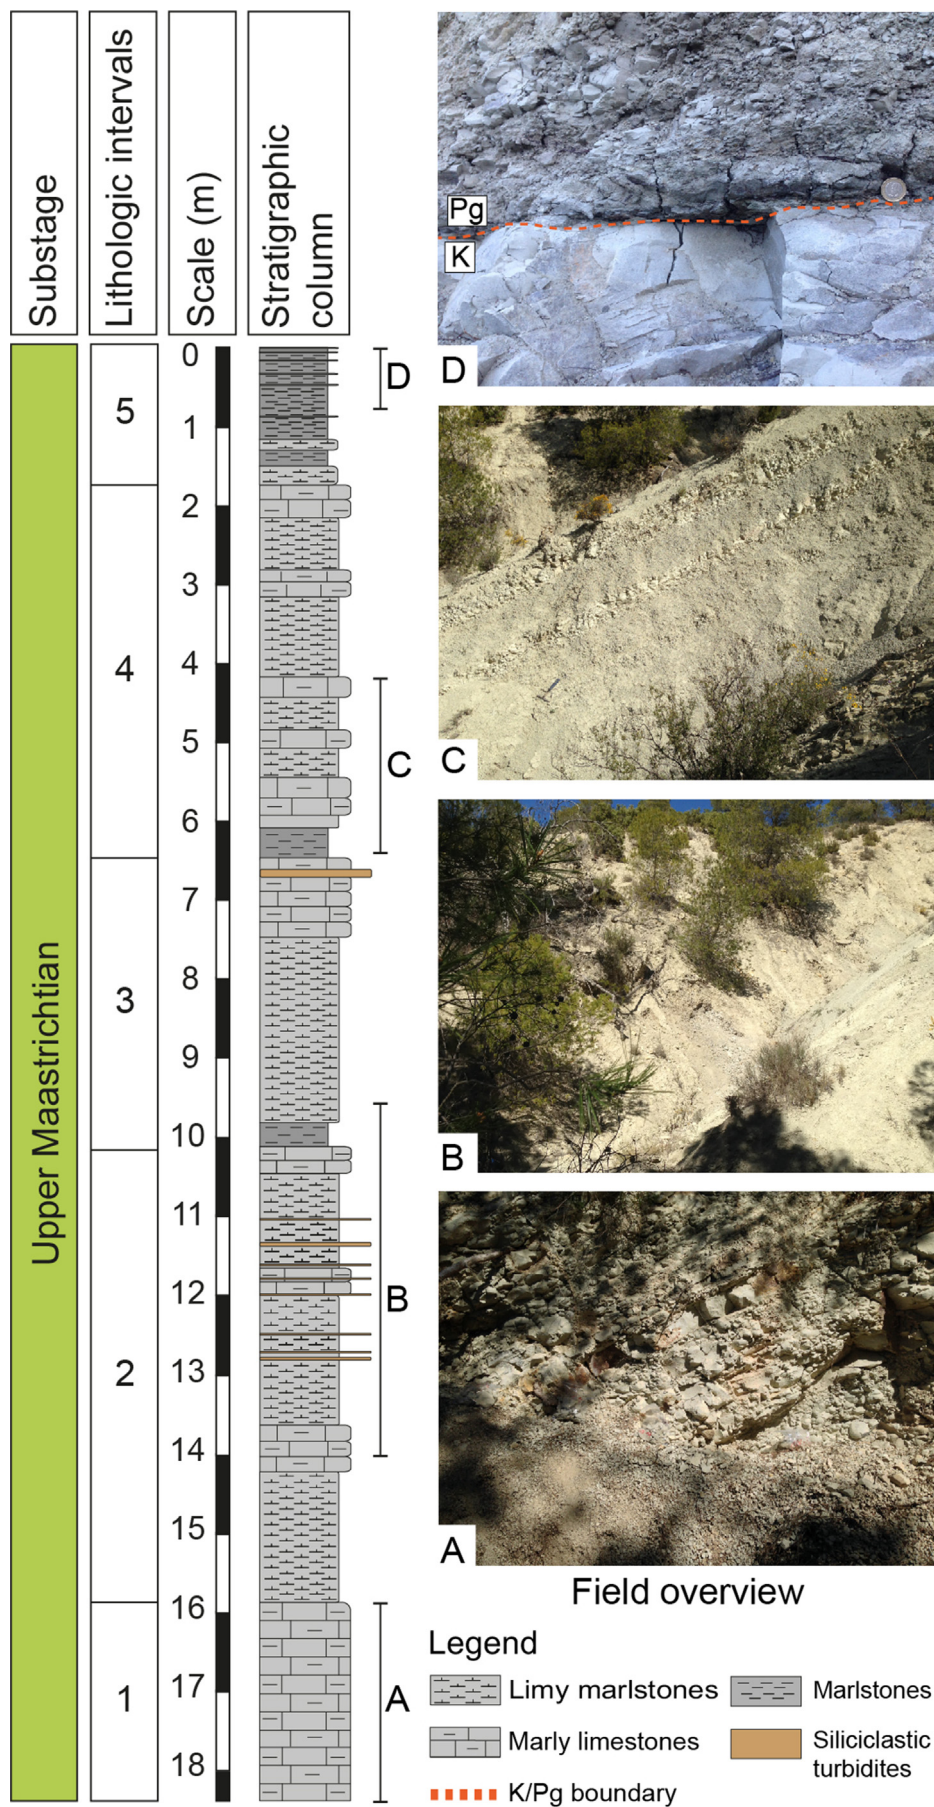 Substage
Lithologic intervals
Scale (m)
Stratigraphic
column
Upper Maastrichtian
5
4
3
2
1
0
1
2
3
4
5
6
7
8
9
10
11
12
13
14
15
16
17
18
D
C
B
A
Pg
K
D
C
B
A
Field overview
Legend
Limy marlstones
Marlstones
Marly limestones
Siliciclastic
turbidites
K/Pg boundary